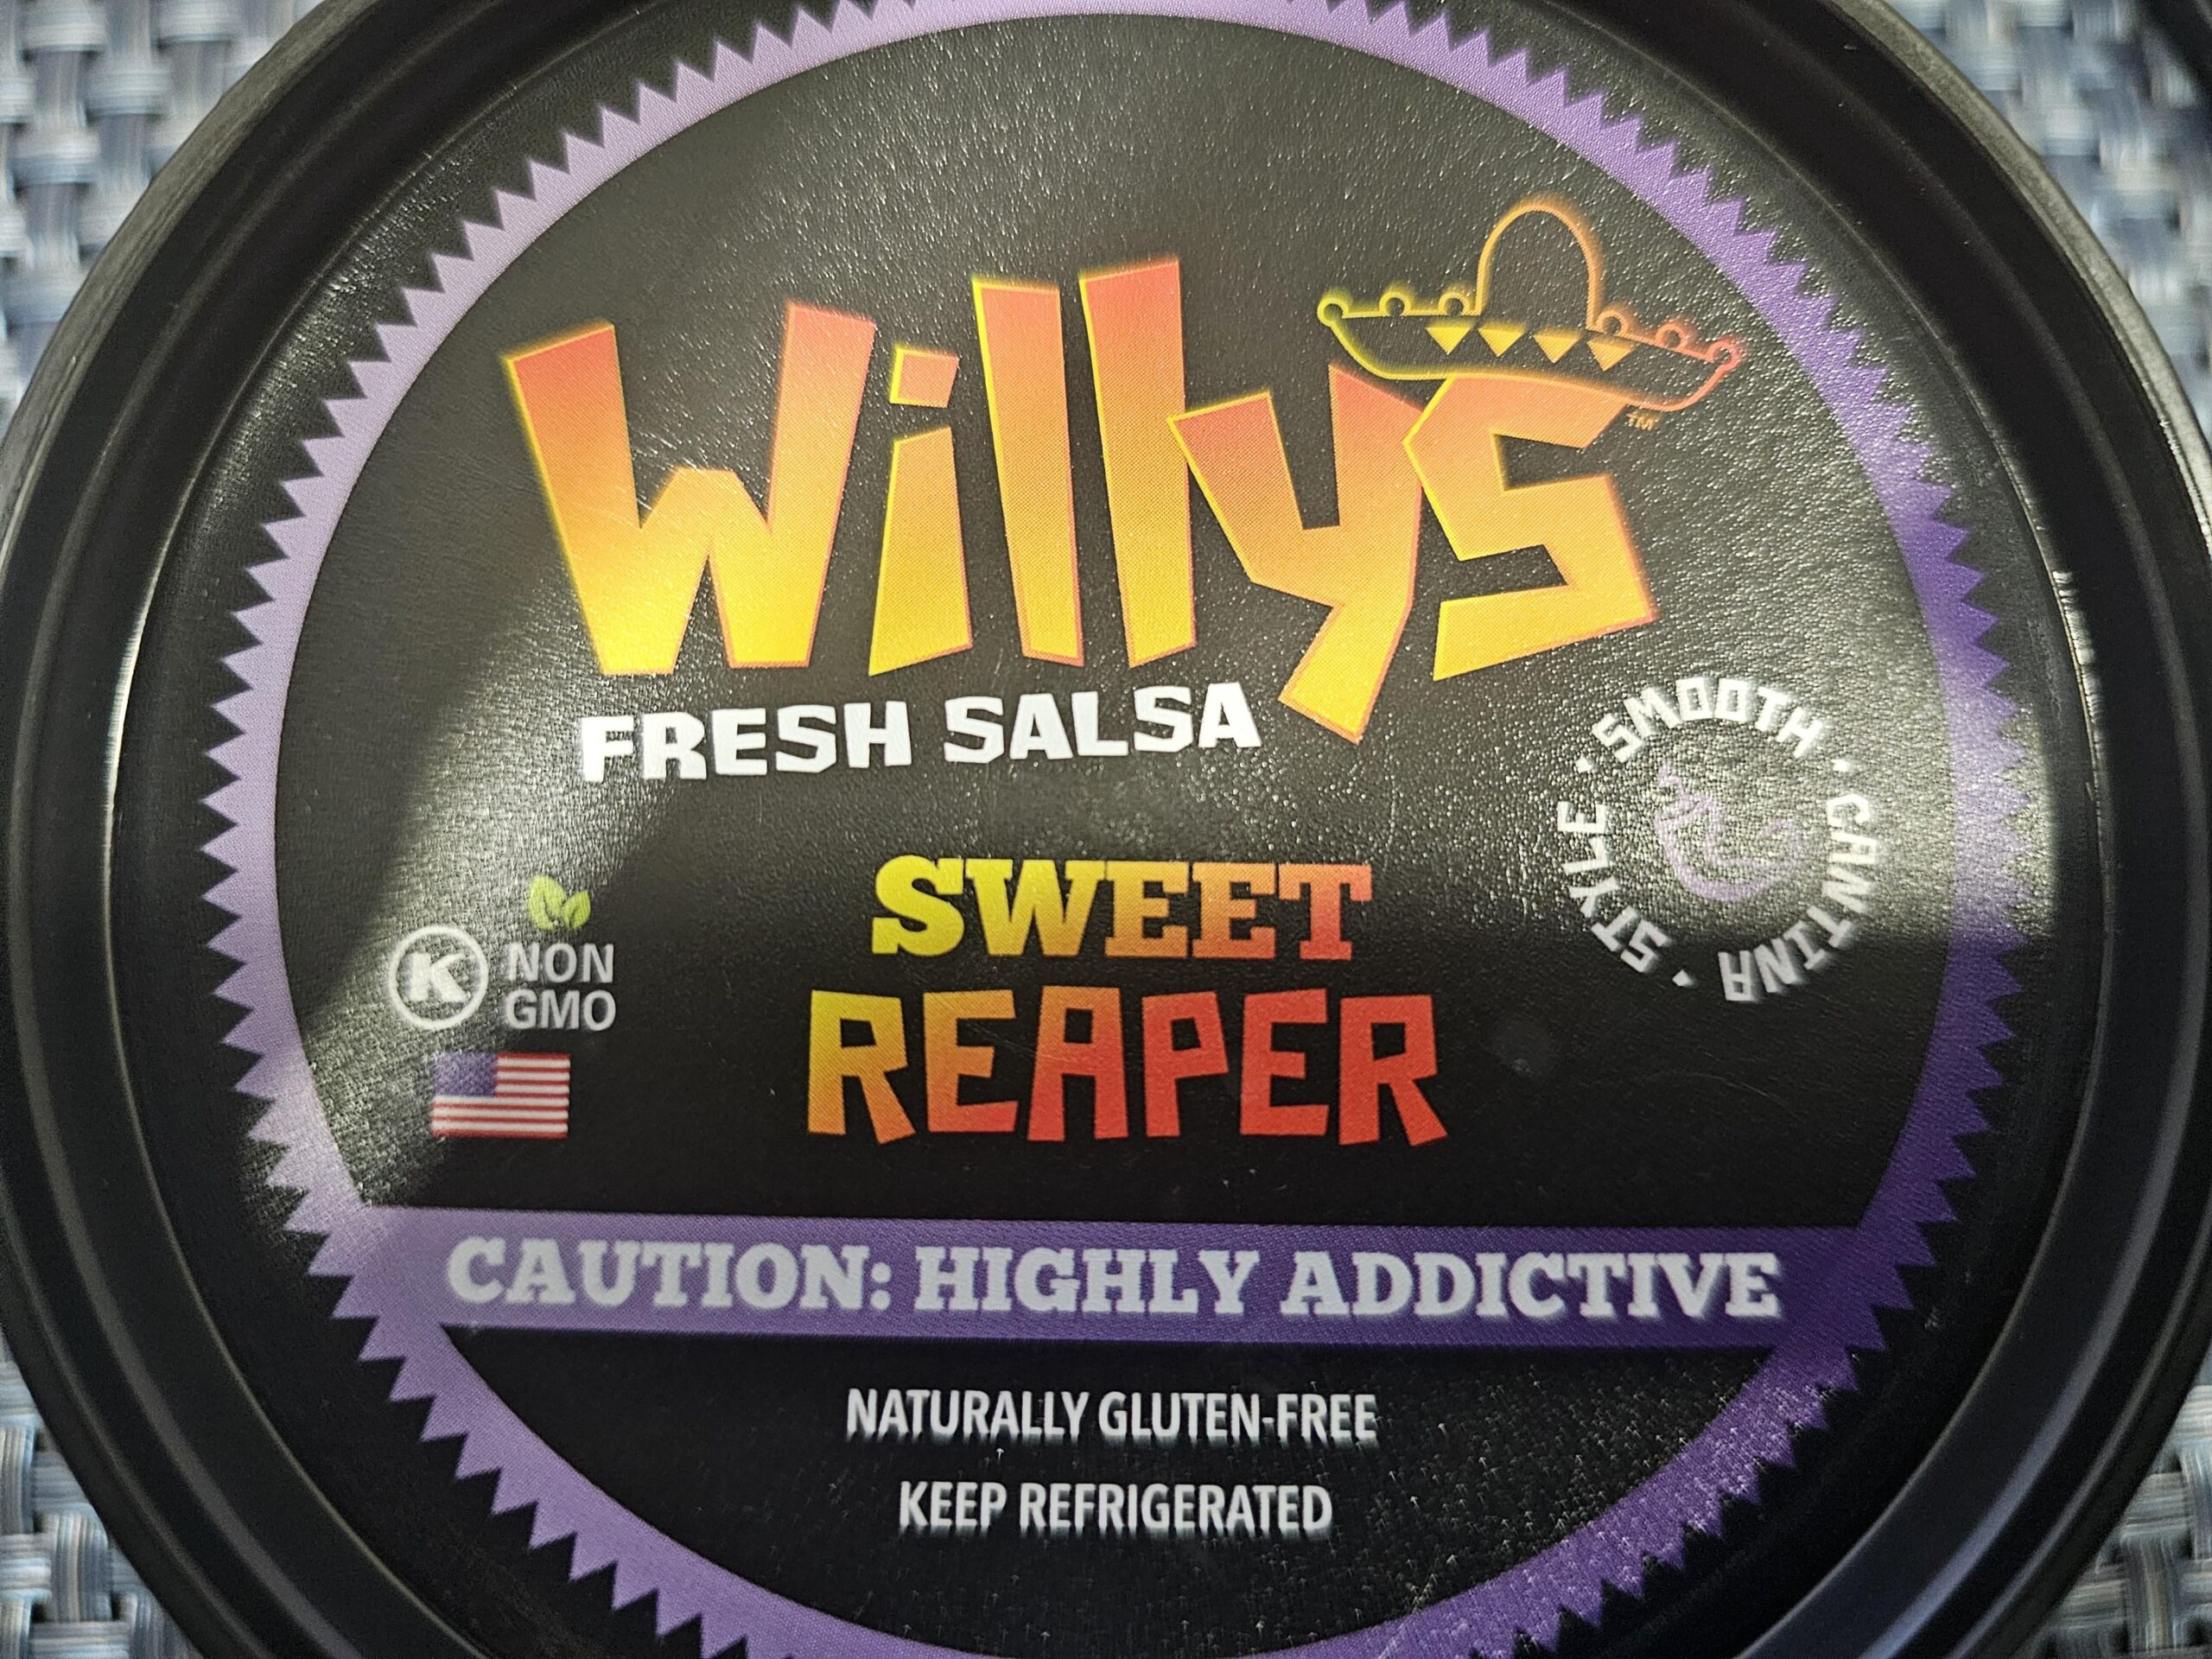 Willys
TM
FRESH SALSA
· SMOOTH · CANTINA · STYLE
SWEET
REAPER
K
NON
GMO
CAUTION: HIGHLY ADDICTIVE
NATURALLY GLUTEN-FREE
KEEP REFRIGERATED